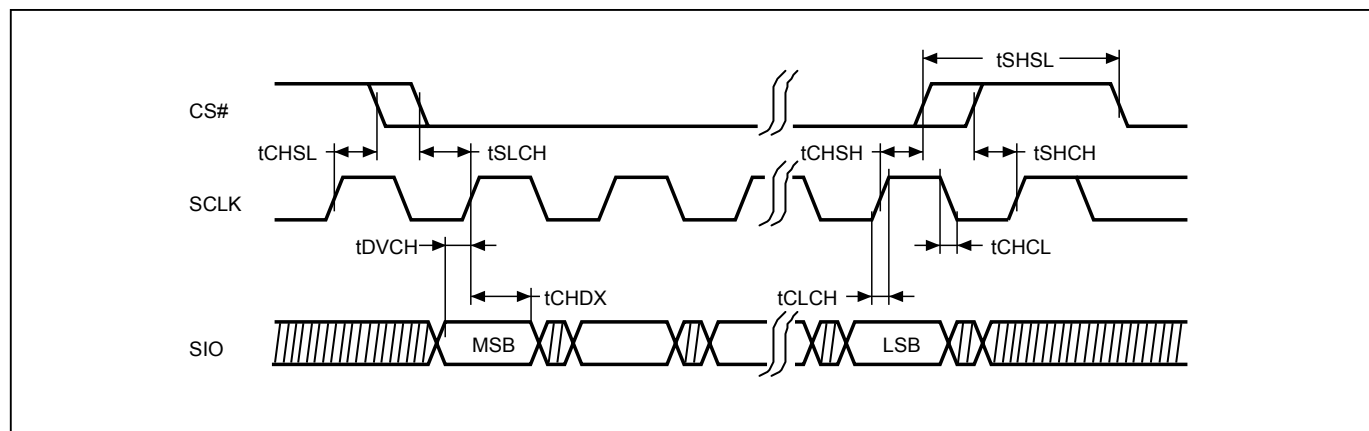 tSHSL
CS#
tCHSL tSLCH tCHSH tSHCH
SCLK
tDVCH tCHCL
tCHDX tCLCH
SIO MSB LSB